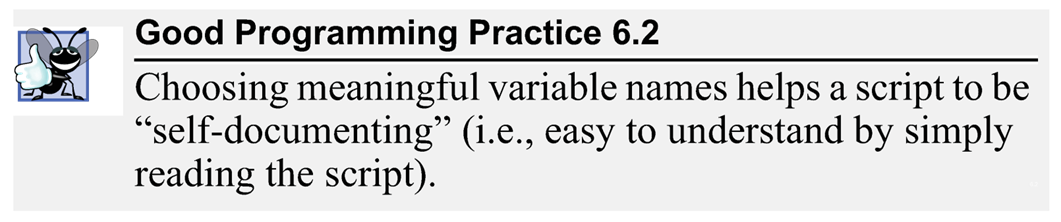 Good Programming Practice 6.2
Choosing meaningful variable names helps a script to be
“self-documenting” (i.e., easy to understand by simply
reading the script).